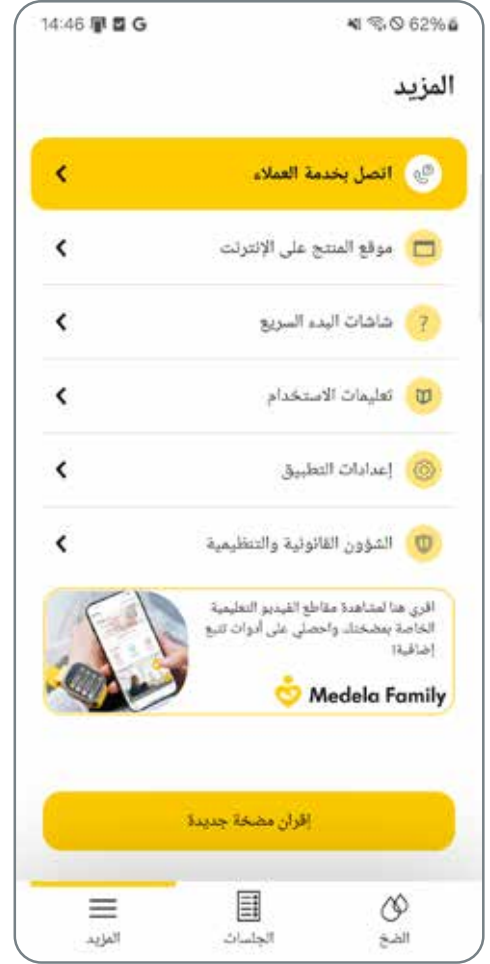 14:46 G 62%
المزيد
اتصل بخدمة العملاء
موقع المنتج على الإنترنت
شاشات البدء السريع
تعليمات الاستخدام
إعدادات التطبيق
الشؤون القانونية والتنظيمية
انقري هنا لمشاهدة مقاطع الفيديو التعليمية
الخاصة بمضختك واحصلي على أدوات تتبع
إضافية!
Medela Family
إقران مضخة جديدة
الضخ
الجلسات
المزيد